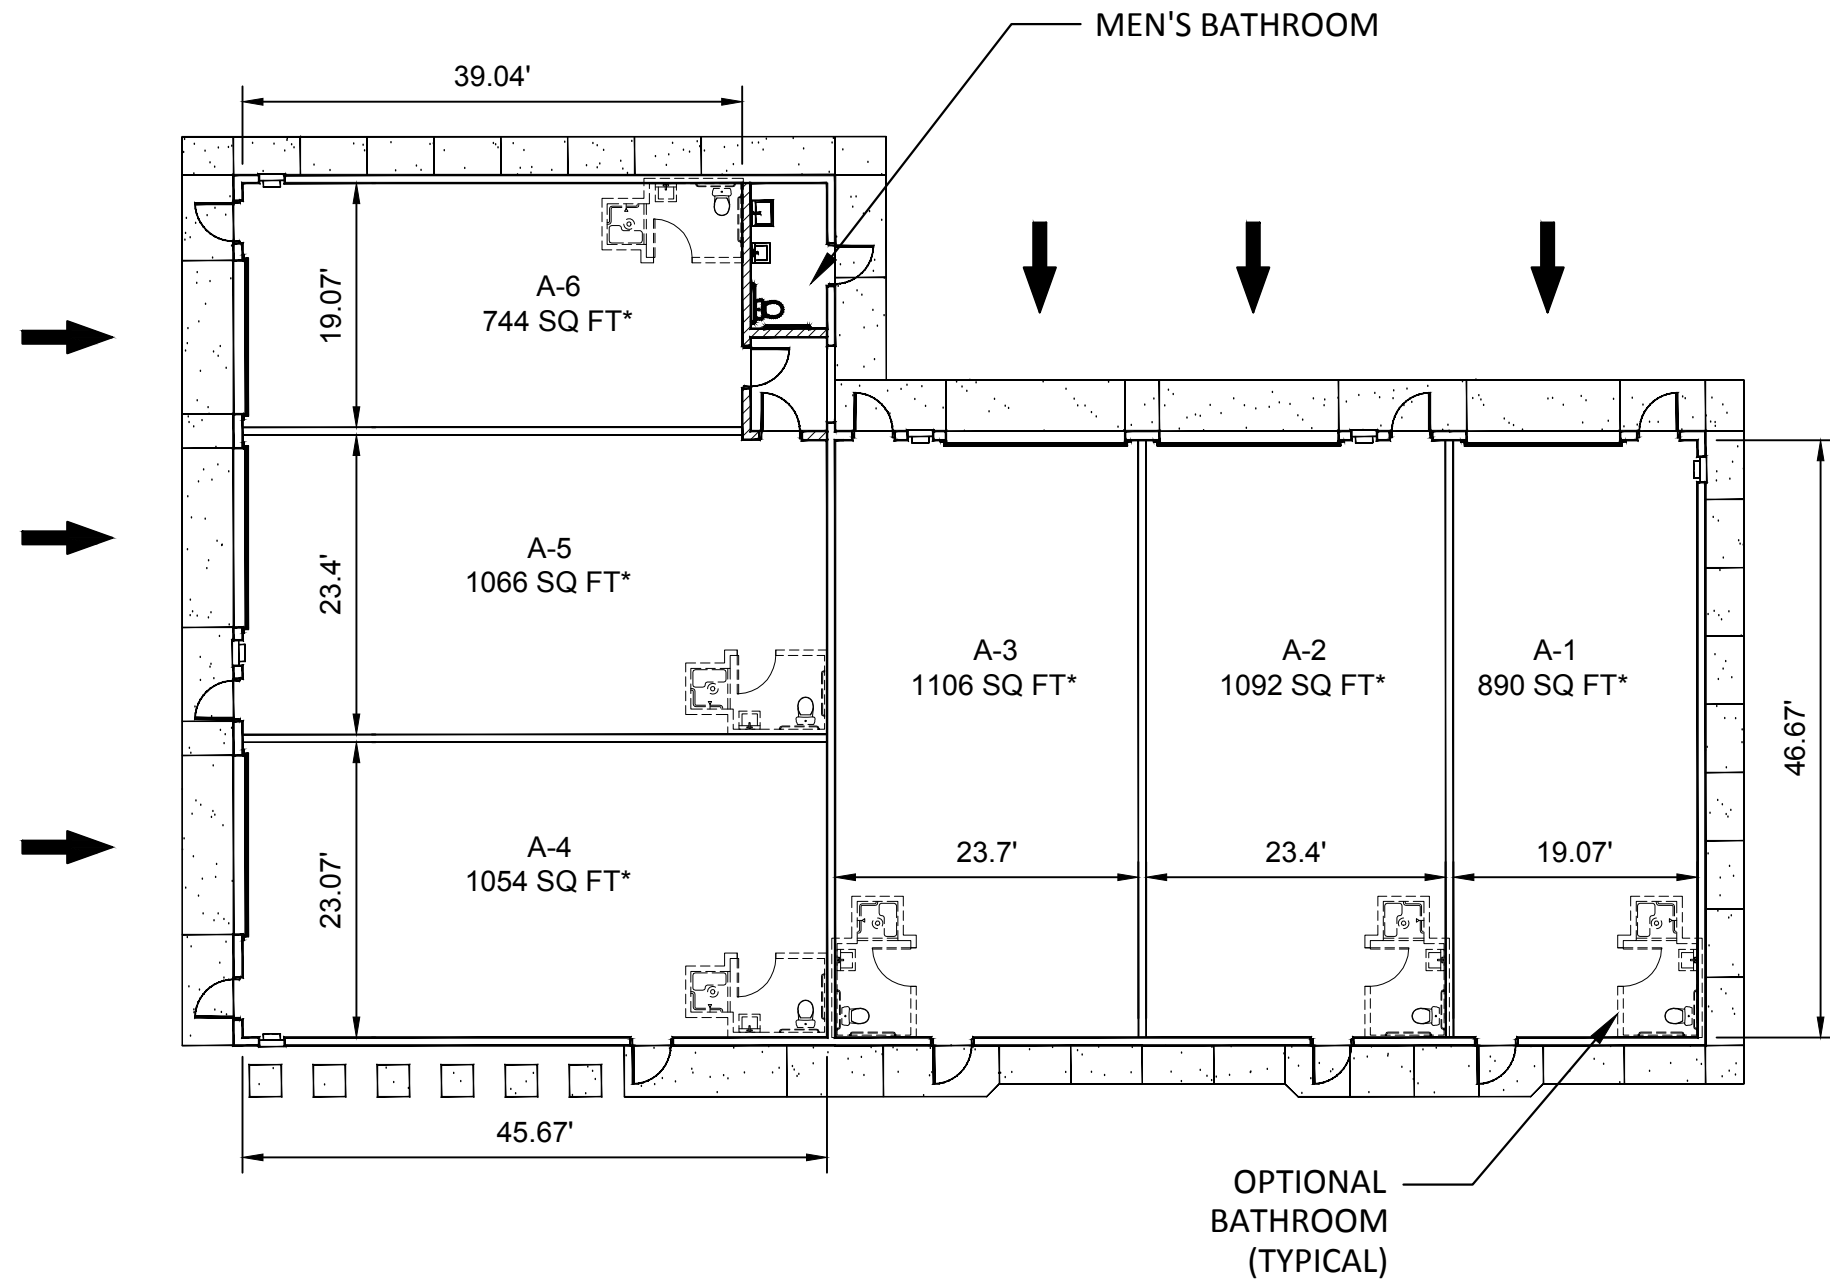 MEN'S BATHROOM
39.04'
19.07'
A-6
744 SQ FT*
23.4'
A-5
1066 SQ FT*
A-3
1106 SQ FT*
A-2
1092 SQ FT*
A-1
890 SQ FT*
46.67'
23.07'
A-4
1054 SQ FT*
23.7'
23.4'
19.07'
45.67'
OPTIONAL
BATHROOM
(TYPICAL)